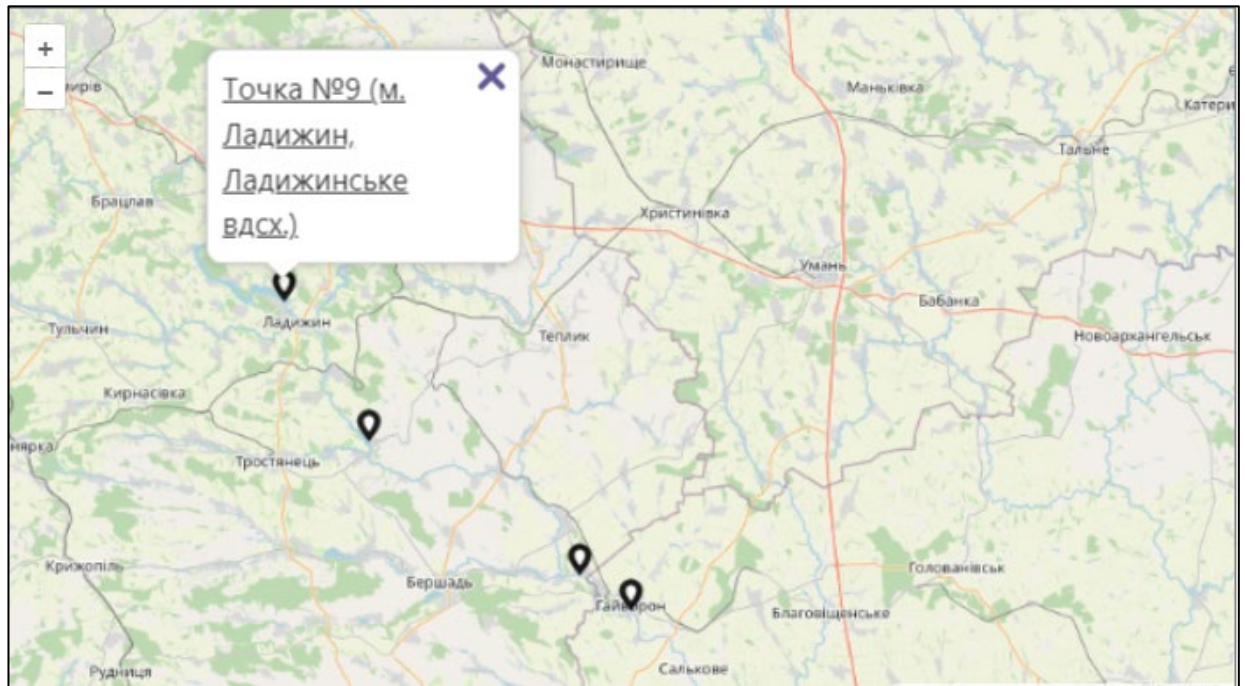 +
−
Точка №9 (м.
Ладижин,
Ладижинське
вдсх.)
Монастирище
Маньківка
Тальне
Брацлав
Христинівка
Умань
Бабанка
Ладижин
Тульчин
Теплик
Новоархангельськ
Кирнасівка
Тростянець
Крижопіль
Бершадь
Голованівськ
Гайворон
Благовіщенське
Рудниця
Салькове